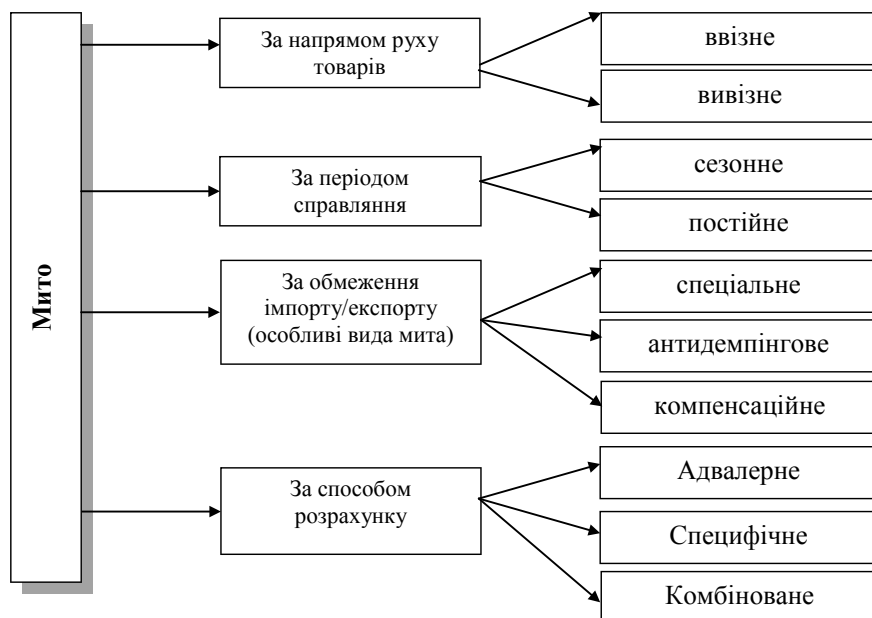 Мито
За напрямом руху
товарів
ввізне
вивізне
За періодом
справляння
сезонне
постійне
За обмеження
імпорту/експорту
(особливі вида мита)
спеціальне
антидемпінгове
компенсаційне
За способом
розрахунку
Адвалерне
Специфічне
Комбіноване